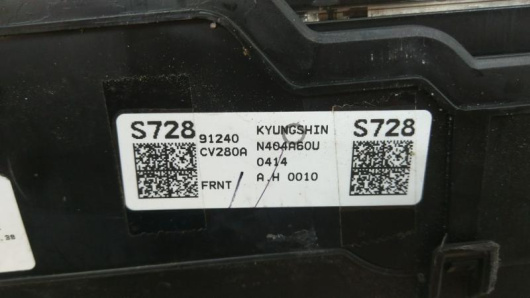 S728
91240
CV280A
FRNT
KYUNGSHIN
N404A60U
0414
A.H 0010
S728